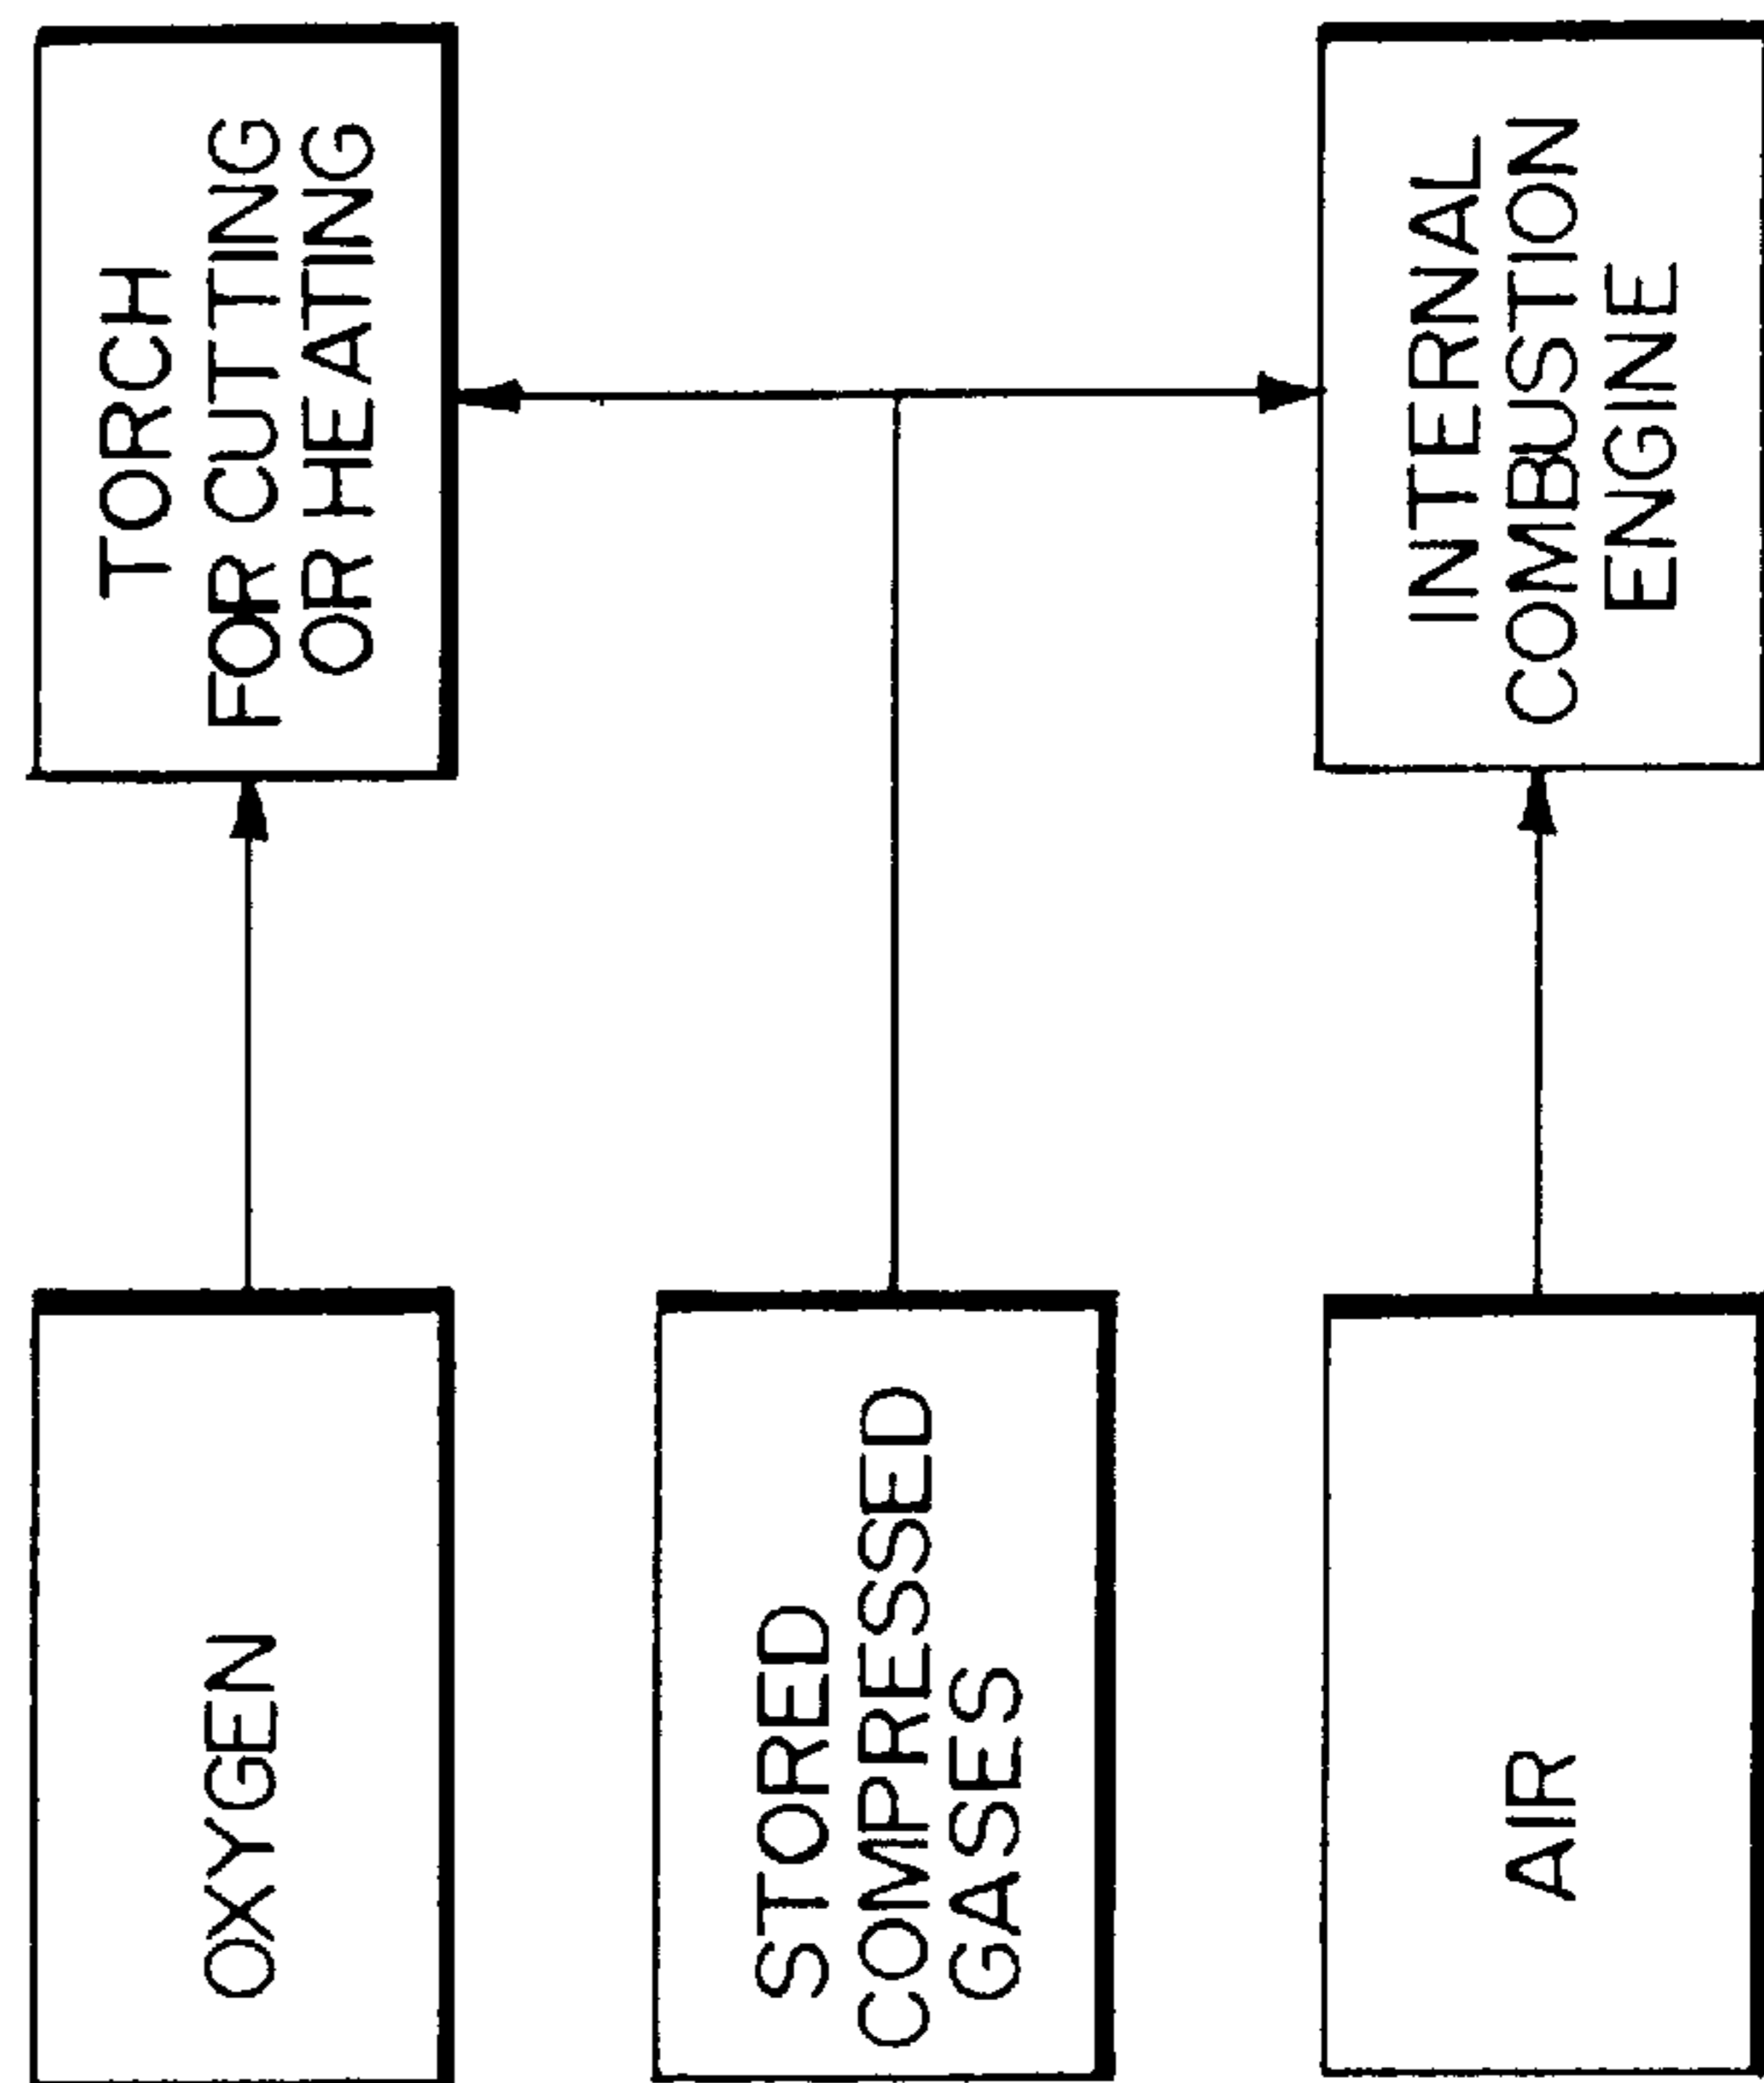 OXYGEN
TORCH
FOR CUTTING
OR HEATING
STORED
COMPRESSED
GASES
AIR
INTERNAL
COMBUSTION
ENGINE